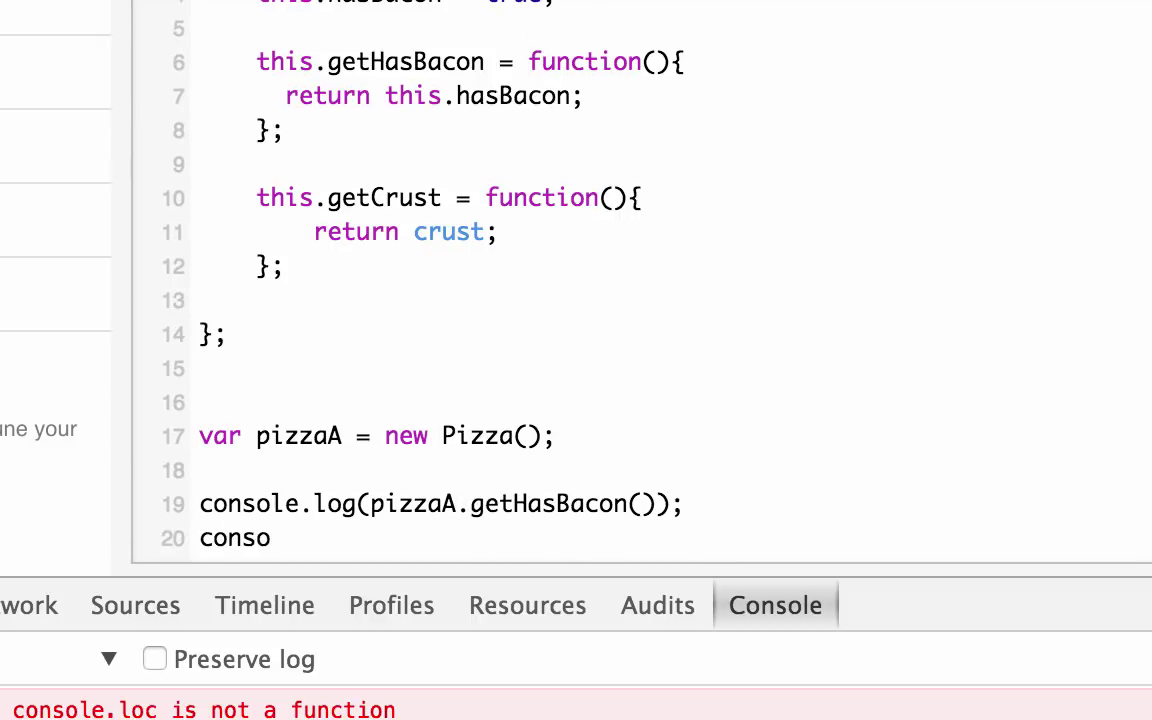 5
6 this.getHasBacon = function(){
7 return this.hasBacon;
8 };
9
10 this.getCrust = function(){
11 return crust;
12 };
13
14 };
15
16
une your
17 var pizzaA = new Pizza();
18
19 console.log(pizzaA.getHasBacon());
20 conso
work Sources Timeline Profiles Resources Audits Console
▼ Preserve log
console.loc is not a function